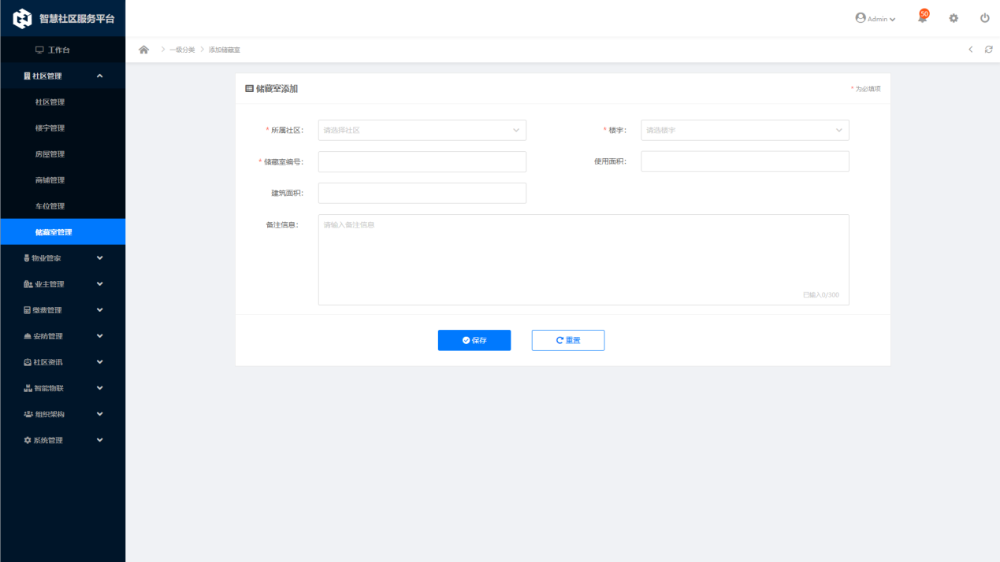 智慧社区服务平台
Admin
50
工作台
一级分类
添加储藏室
社区管理
社区管理
楼宇管理
房屋管理
商铺管理
车位管理
储藏室管理
物业管家
业主管理
缴费管理
安防管理
社区资讯
智能物联
组织架构
系统管理
储藏室添加
* 为必填项
* 所属社区: 请选择社区
* 楼宇: 请选楼宇
* 储藏室编号:
使用面积:
建筑面积:
备注信息: 请输入备注信息
已输入0/300
保存
重置